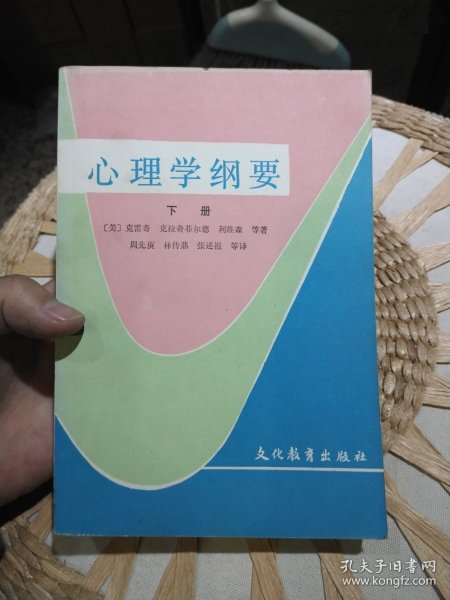 心理学纲要
下册
〔美〕克雷奇 克拉奇菲尔德 利维森 等著
周先庚 林传鼎 张述祖 等译
文化教育出版社
孔夫子旧书网
www.kongfz.com